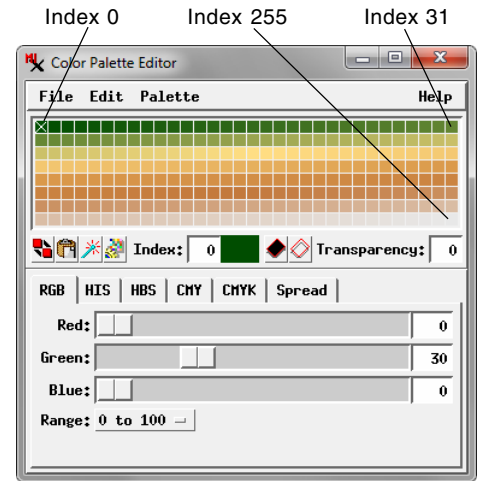 Index 0 Index 255 Index 31
Color Palette Editor
File Edit Palette Help
Index: 0 Transparency: 0
RGB HIS HBS CMY CMYK Spread
Red: 0
Green: 30
Blue: 0
Range: 0 to 100